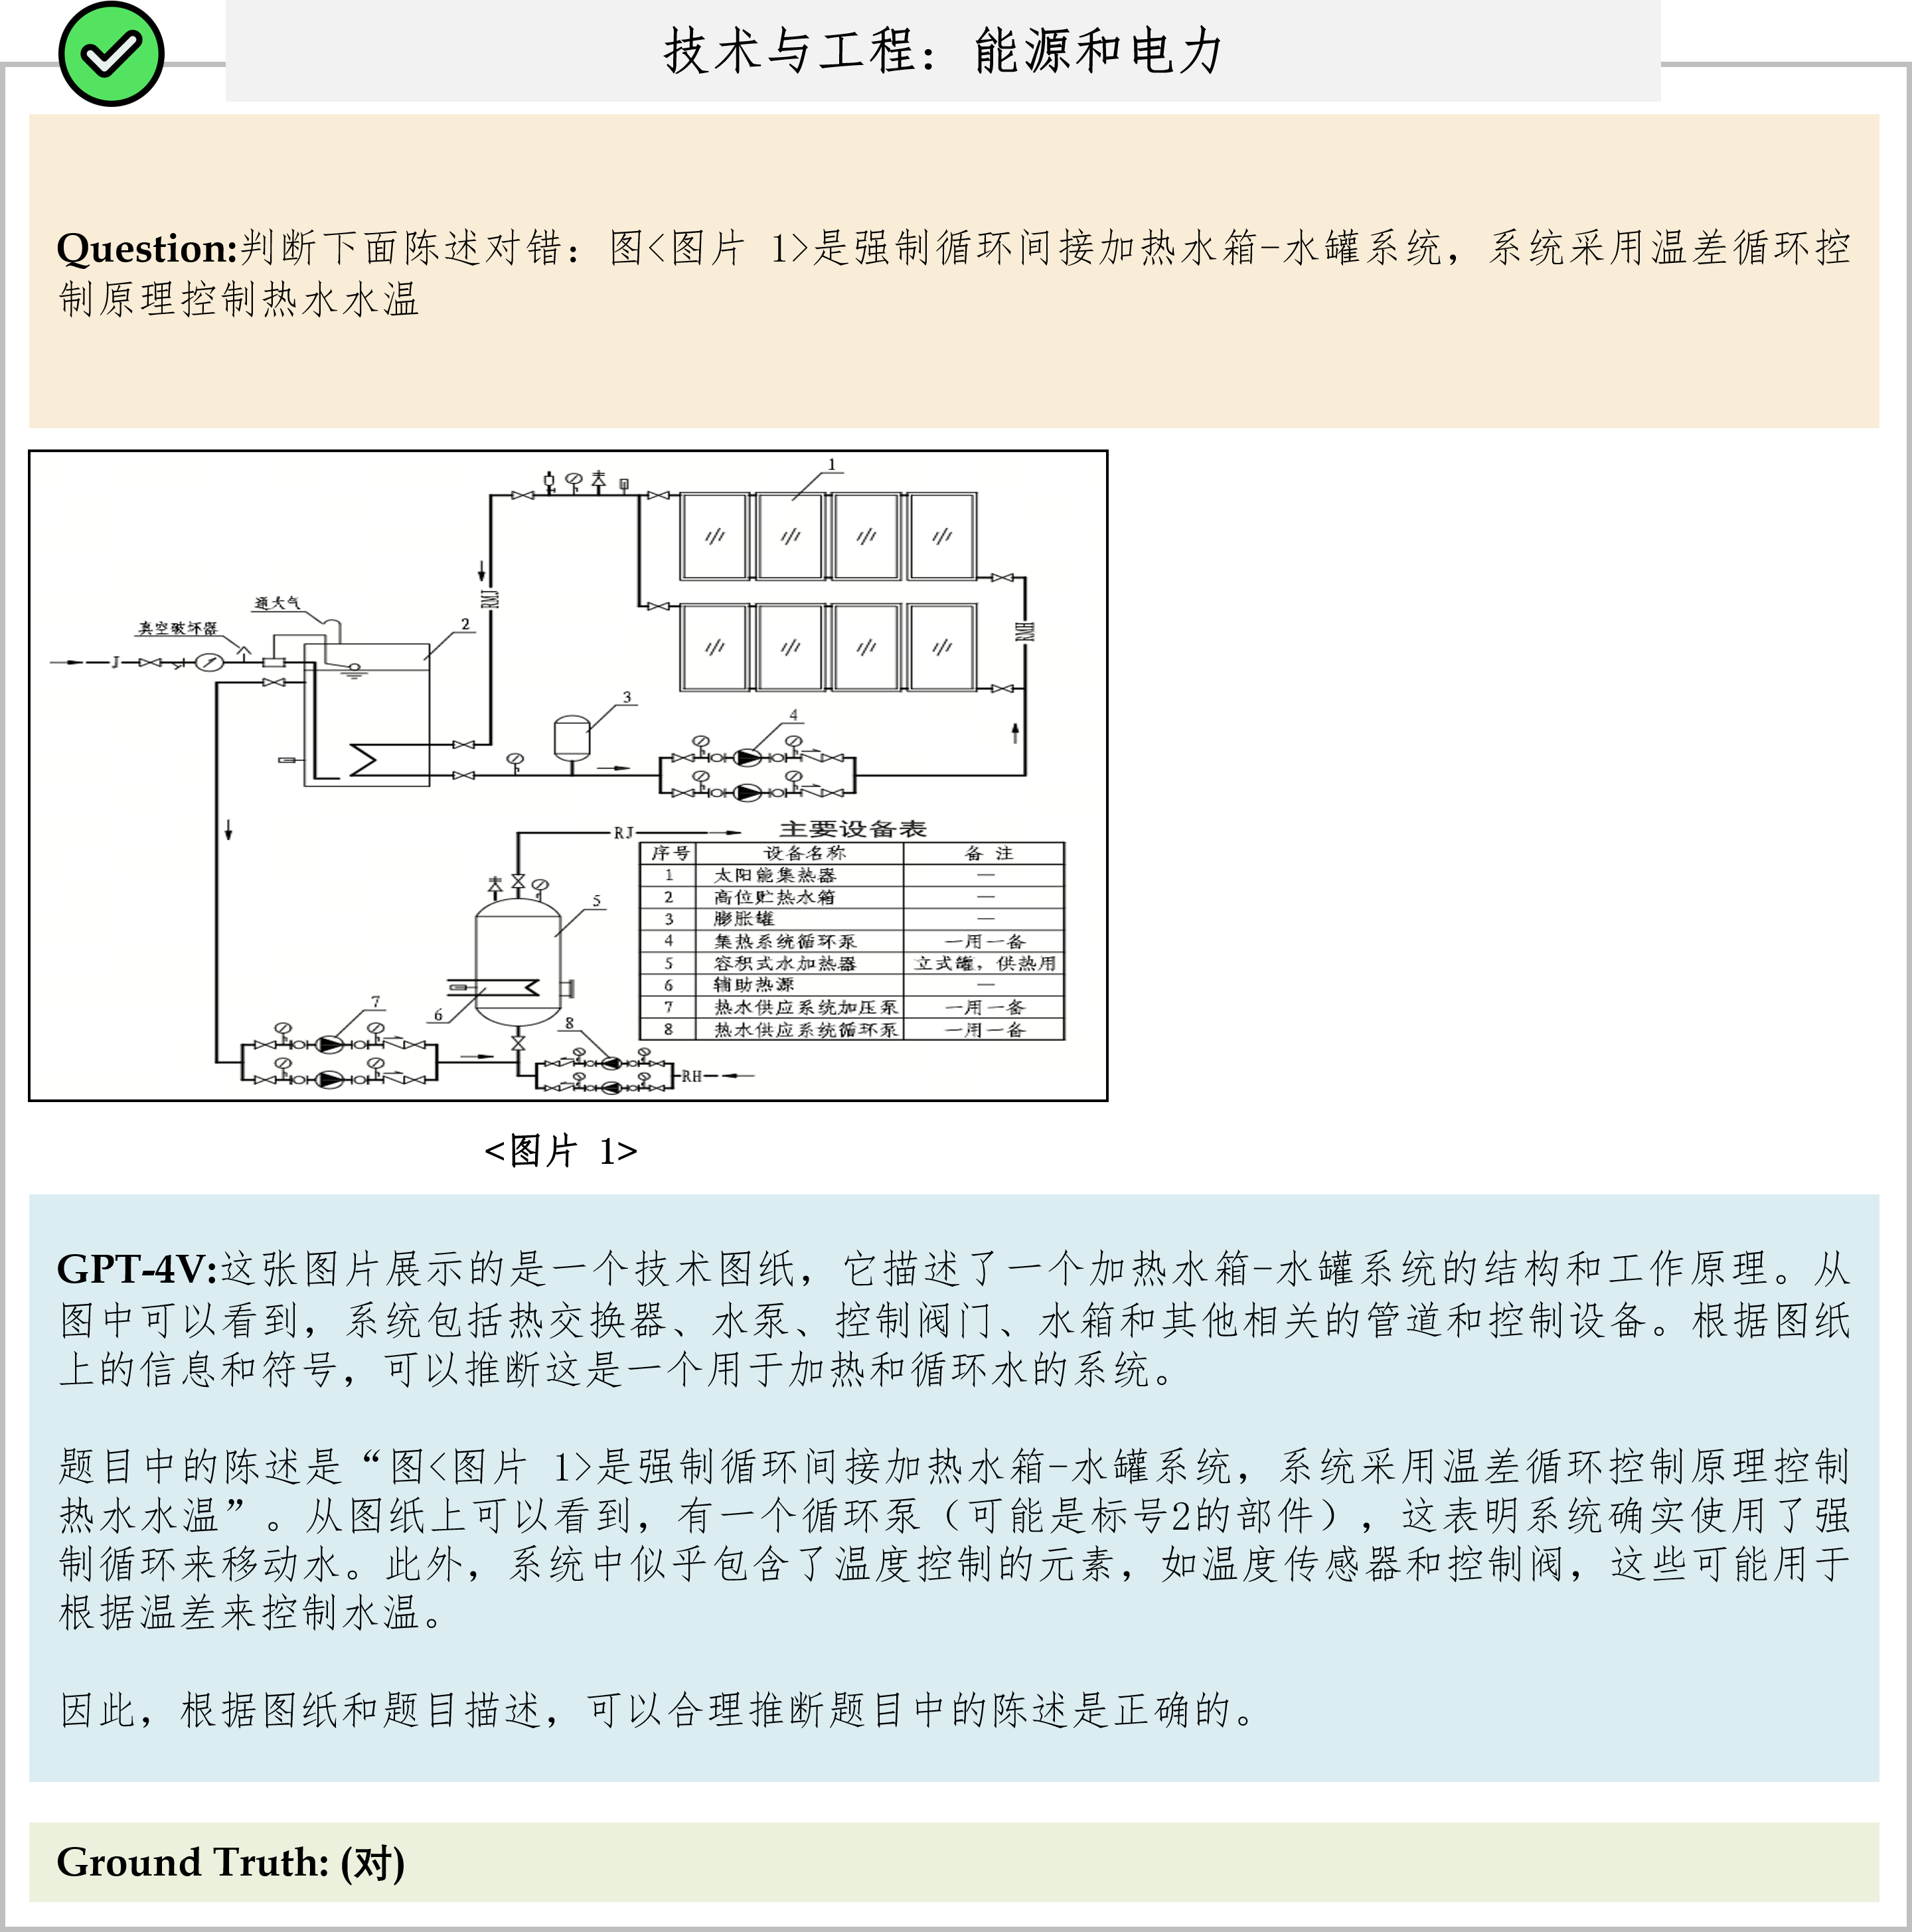 技术与工程：能源和电力
Question:判断下面陈述对错：图<图片 1>是强制循环间接加热水箱-水罐系统，系统采用温差循环控
制原理控制热水水温
1
通大气
真空破坏器
2
RMJ
RMH
J
3
4
RJ
主要设备表
序号 设备名称 备 注
1 太阳能集热器 —
2 高位贮热水箱 —
3 膨胀罐 —
4 集热系统循环泵 一用一备
5 容积式水加热器 立式罐，供热用
6 辅助热源 —
7 热水供应系统加压泵 一用一备
8 热水供应系统循环泵 一用一备
5
6
7
8
RH
<图片 1>
GPT-4V:这张图片展示的是一个技术图纸，它描述了一个加热水箱-水罐系统的结构和工作原理。从
图中可以看到，系统包括热交换器、水泵、控制阀门、水箱和其他相关的管道和控制设备。根据图纸
上的信息和符号，可以推断这是一个用于加热和循环水的系统。
题目中的陈述是“图<图片 1>是强制循环间接加热水箱-水罐系统，系统采用温差循环控制原理控制
热水水温”。从图纸上可以看到，有一个循环泵（可能是标号2的部件），这表明系统确实使用了强
制循环来移动水。此外，系统中似乎包含了温度控制的元素，如温度传感器和控制阀，这些可能用于
根据温差来控制水温。
因此，根据图纸和题目描述，可以合理推断题目中的陈述是正确的。
Ground Truth: (对)